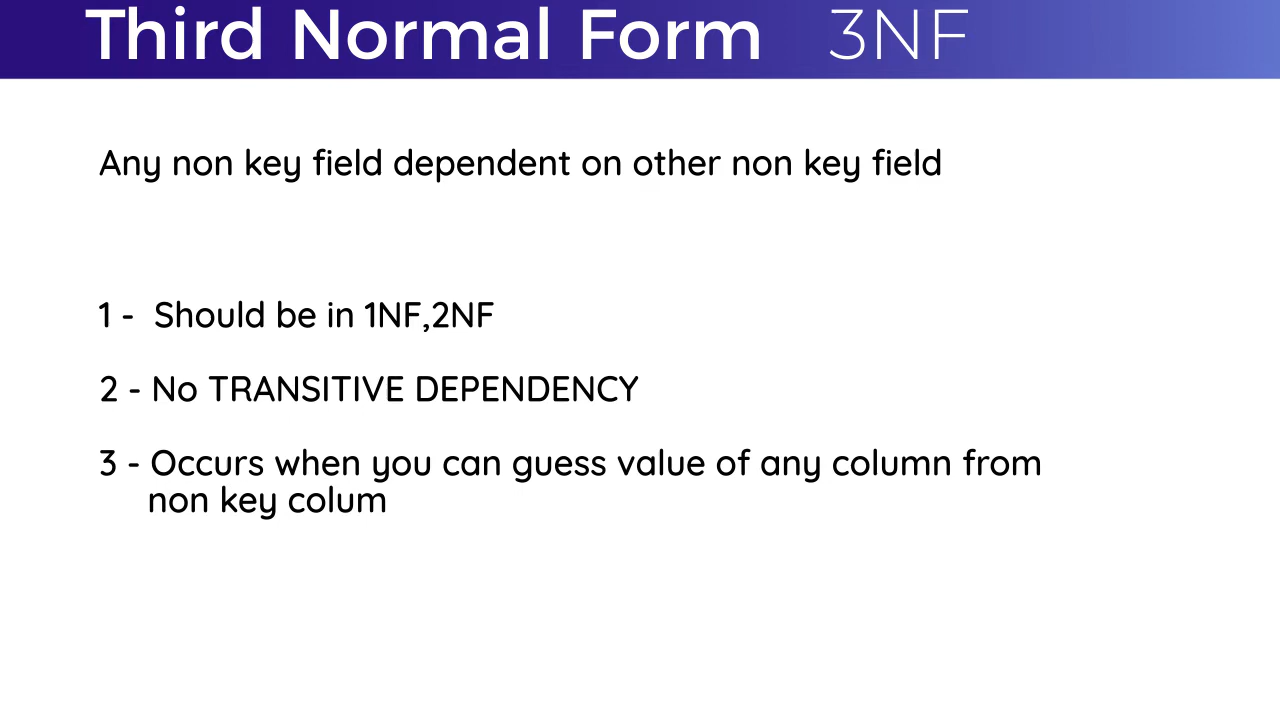 Third Normal Form 3NF
Any non key field dependent on other non key field
1 - Should be in 1NF,2NF
2 - No TRANSITIVE DEPENDENCY
3 - Occurs when you can guess value of any column from
non key colum